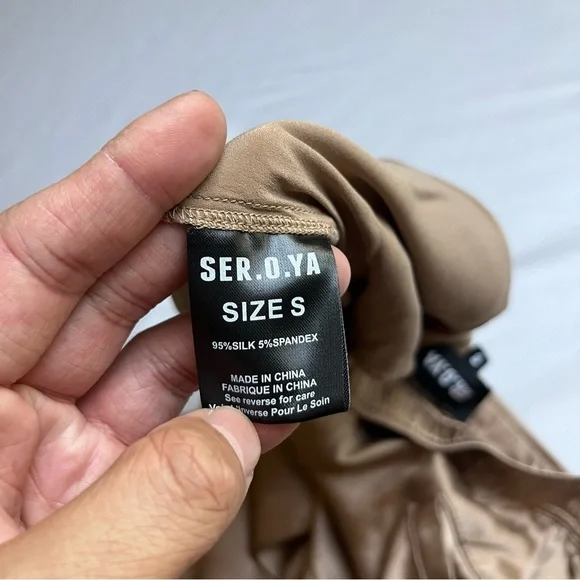 SER.O.YA
SIZE S
95%SILK 5%SPANDEX
MADE IN CHINA
FABRIQUE IN CHINA
See reverse for care
l'inverse Pour Le Soin